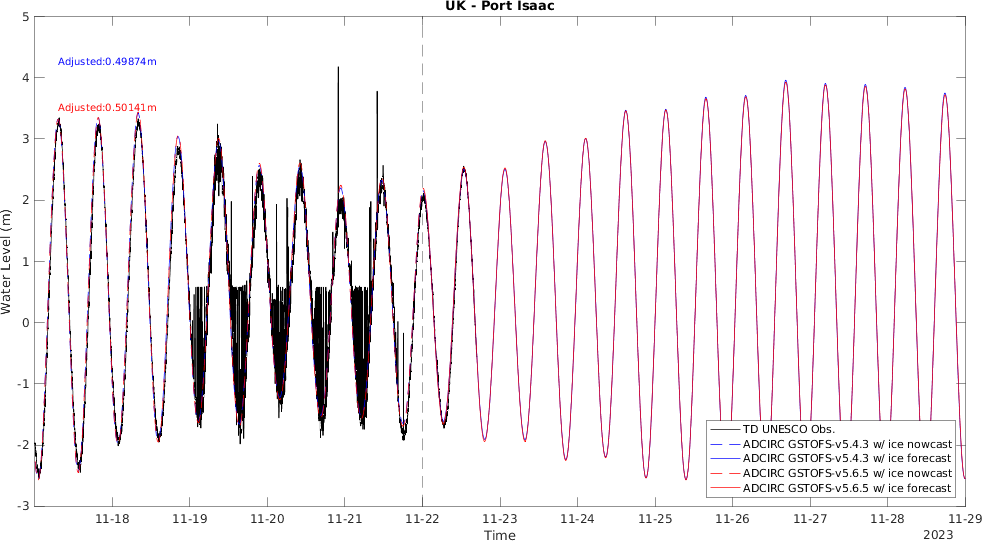 UK - Port Isaac
5
4
3
2
1
0
-1
-2
-3
Water Level (m)
Adjusted:0.49874m
Adjusted:0.50141m
TD UNESCO Obs.
ADCIRC GSTOFS-v5.4.3 w/ ice nowcast
ADCIRC GSTOFS-v5.4.3 w/ ice forecast
ADCIRC GSTOFS-v5.6.5 w/ ice nowcast
ADCIRC GSTOFS-v5.6.5 w/ ice forecast
11-18 11-19 11-20 11-21 11-22 11-23 11-24 11-25 11-26 11-27 11-28 11-29
Time
2023